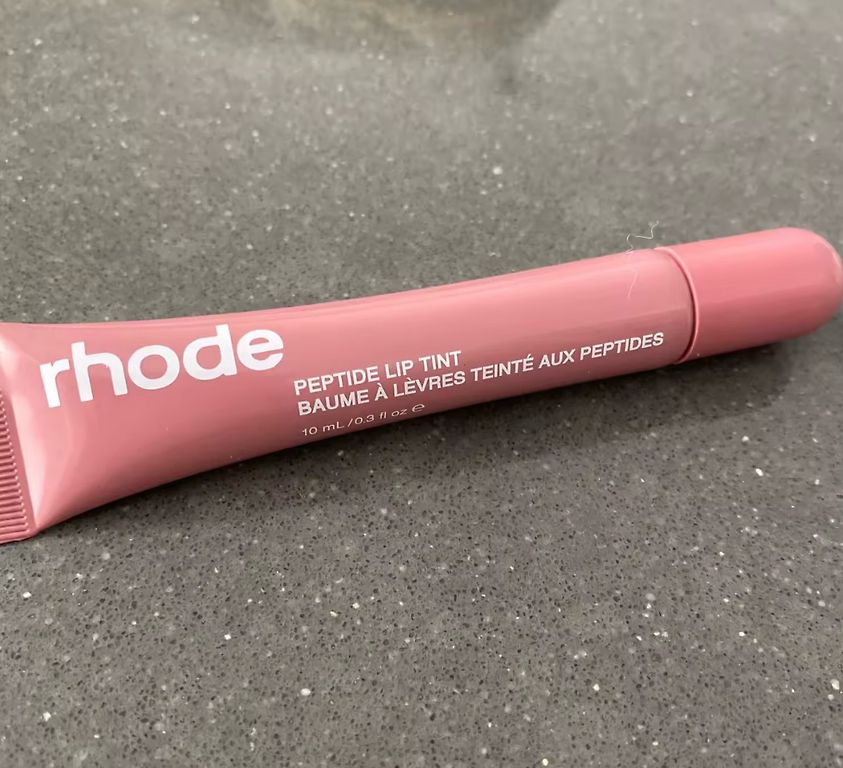 rhode
PEPTIDE LIP TINT
BAUME À LÈVRES TEINTÉ AUX PEPTIDES
10 mL/0.3 fl oz ℮